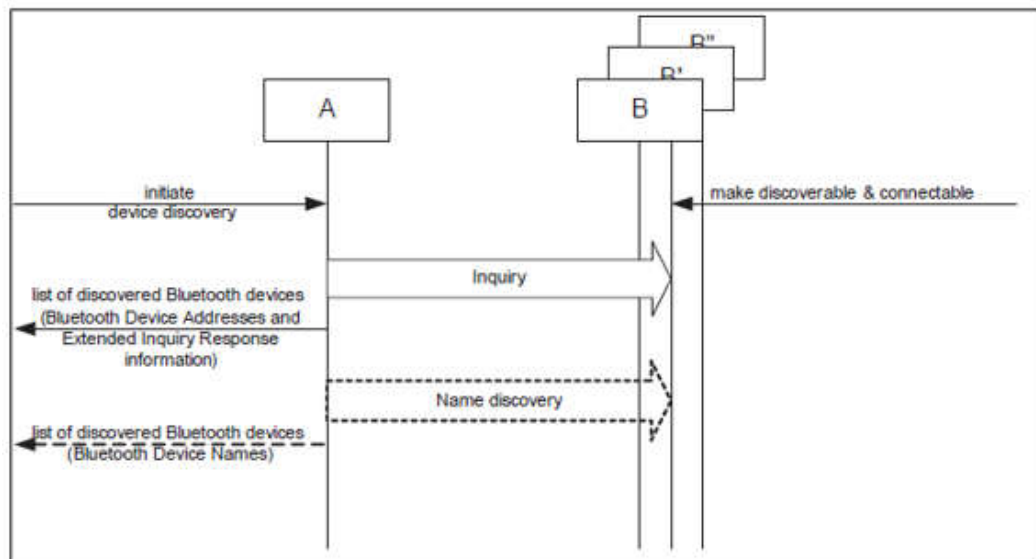 B"
B'
A
B
initiate
device discovery
make discoverable & connectable
Inquiry
list of discovered Bluetooth devices
(Bluetooth Device Addresses and
Extended Inquiry Response
information)
Name discovery
list of discovered Bluetooth devices
(Bluetooth Device Names)